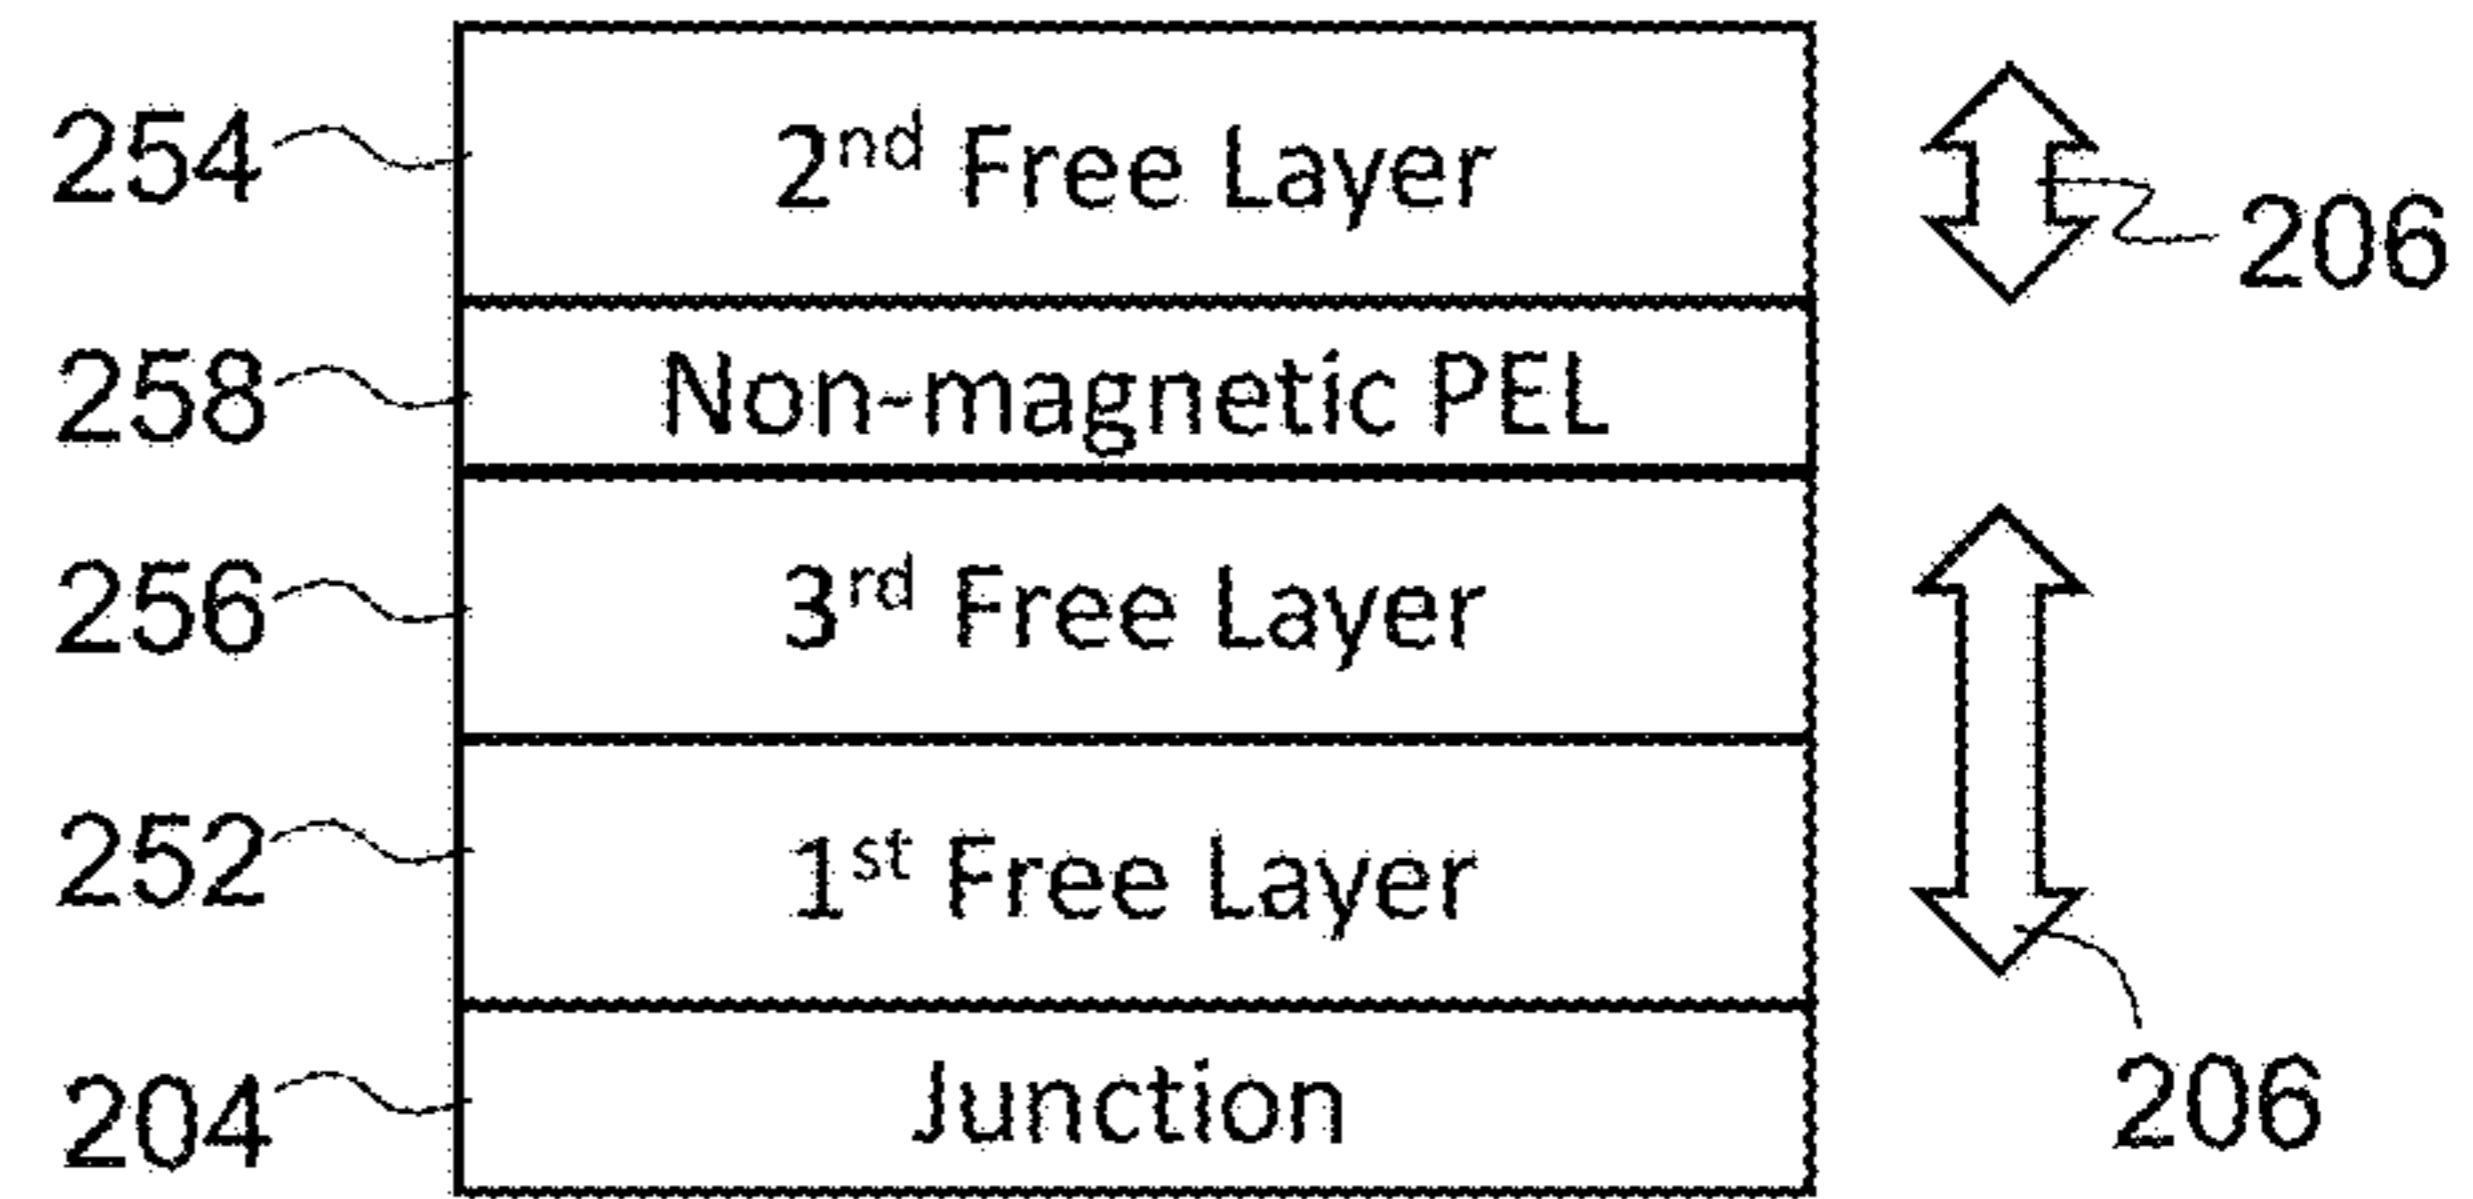 254 2nd Free Layer
206
258 Non-magnetic PEL
256 3rd Free Layer
252 1st Free Layer
204 Junction
206